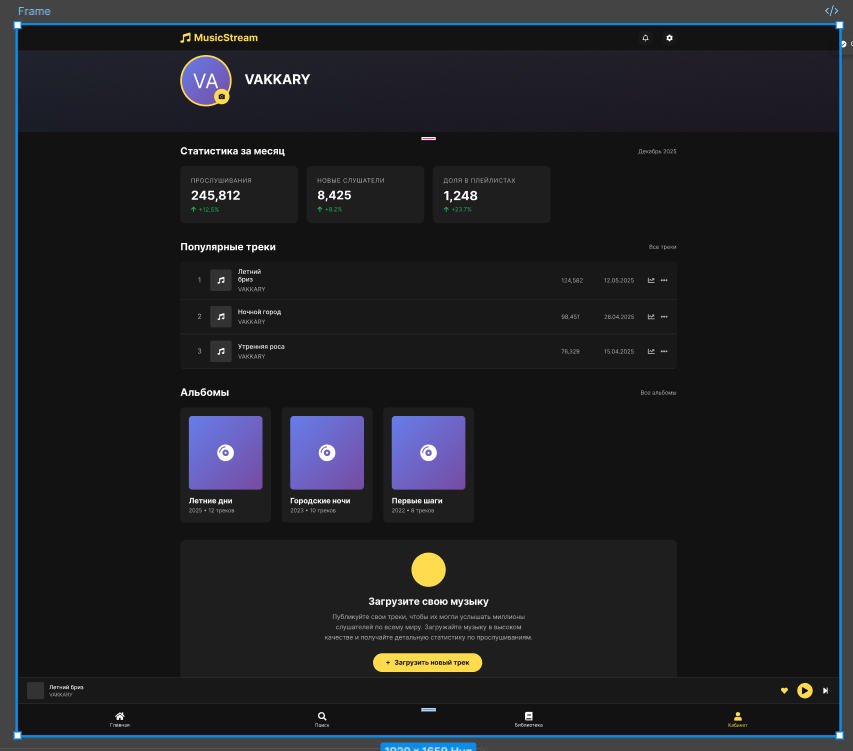 Frame
MusicStream
VA
VAKKARY
Статистика за месяц
Декабрь 2025
ПРОСЛУШИВАНИЯ
245,812
+12.5%
НОВЫЕ СЛУШАТЕЛИ
8,425
+8.2%
ДОЛЯ В ПЛЕЙЛИСТАХ
1,248
+23.7%
Популярные треки
Все треки
1
Летний
бриз
VAKKARY
124,582
12.05.2025
2
Ночной город
VAKKARY
98,451
28.04.2025
3
Утренняя роса
VAKKARY
76,329
15.04.2025
Альбомы
Все альбомы
Летние дни
2025 • 12 треков
Городские ночи
2023 • 10 треков
Первые шаги
2022 • 8 треков
Загрузите свою музыку
Публикуйте свои треки, чтобы их могли услышать миллионы
слушателей по всему миру. Загружайте музыку в высоком
качестве и получайте детальную статистику по прослушиваниям.
+ Загрузить новый трек
Летний бриз
VAKKARY
Главная
Поиск
Библиотека
Кабинет
1920 x 1659 Hug